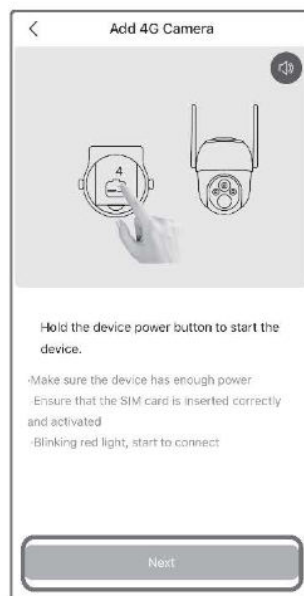 Add 4G Camera
4
Hold the device power button to start the
device.
·Make sure the device has enough power
·Ensure that the SIM card is inserted correctly
and activated
·Blinking red light, start to connect
Next